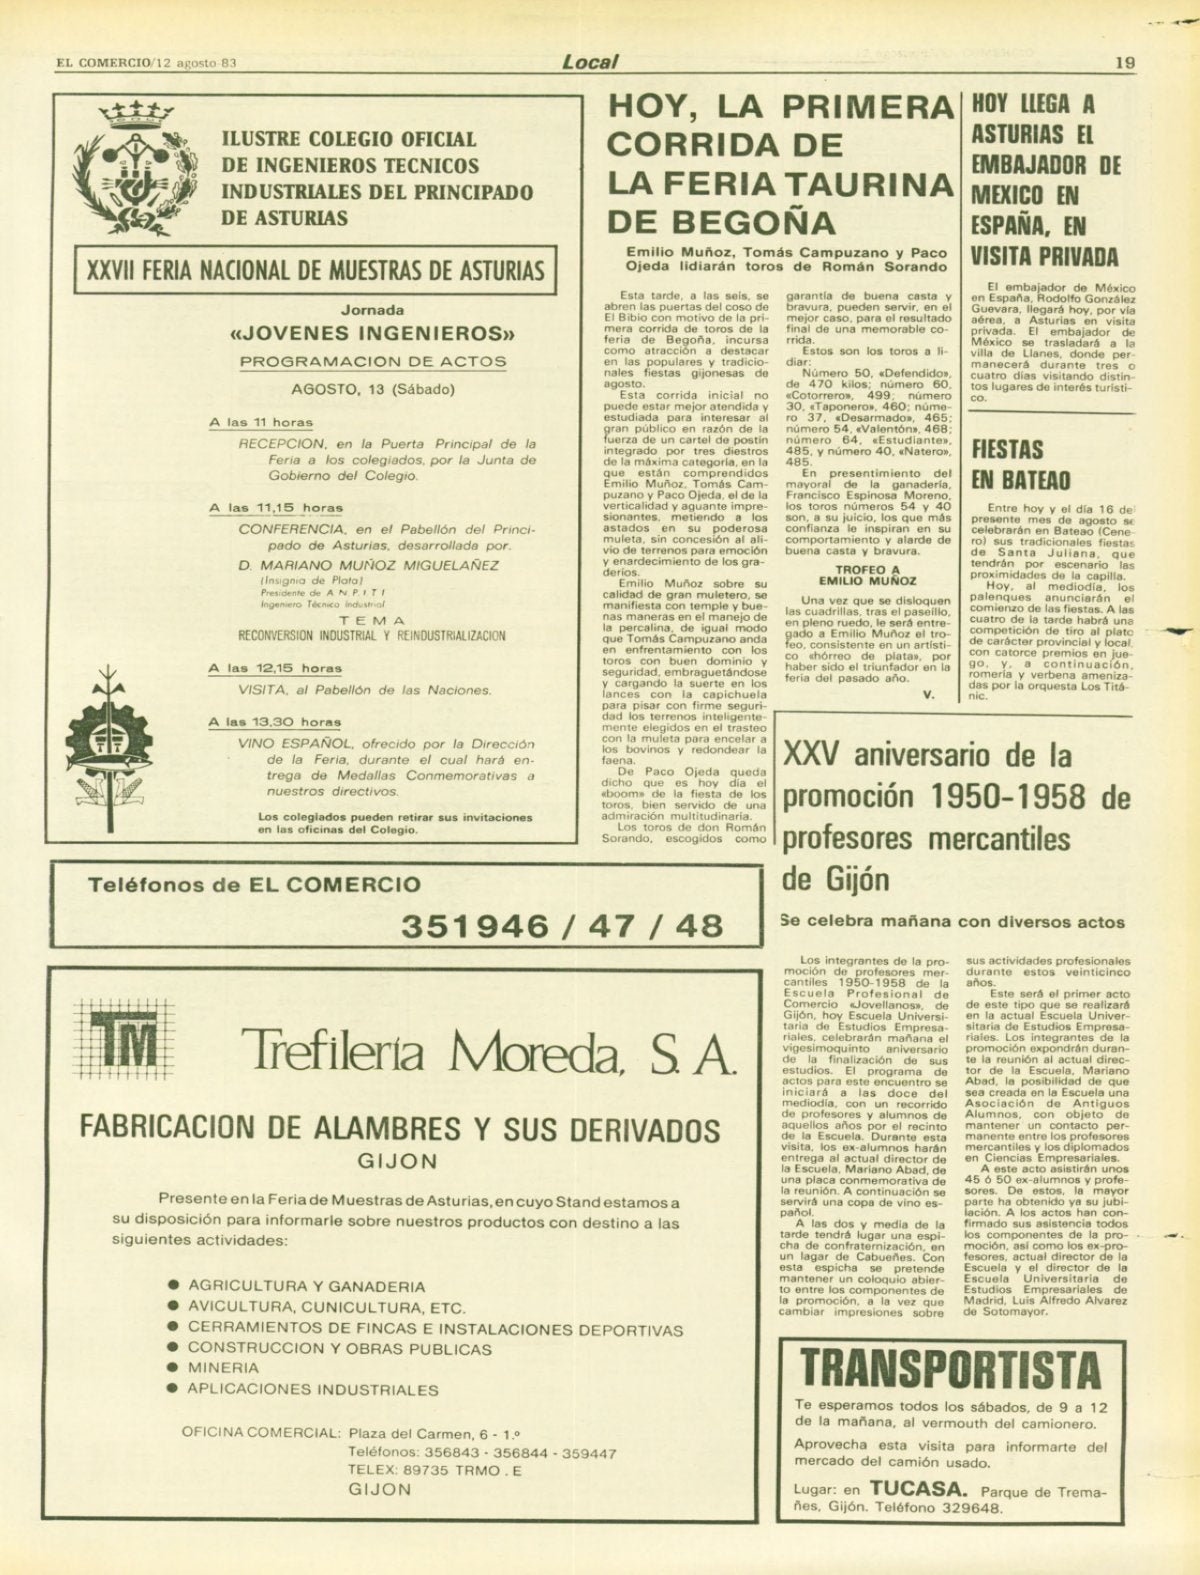 EL COMERCIO/12 agosto-83
Local
19
ILUSTRE COLEGIO OFICIAL
DE INGENIEROS TECNICOS
INDUSTRIALES DEL PRINCIPADO
DE ASTURIAS
XXVII FERIA NACIONAL DE MUESTRAS DE ASTURIAS
Jornada
«JOVENES INGENIEROS»
PROGRAMACION DE ACTOS
AGOSTO, 13 (Sábado)
A las 11 horas
RECEPCION, en la Puerta Principal de la
Feria a los colegiados, por la Junta de
Gobierno del Colegio.
A las 11,15 horas
CONFERENCIA, en el Pabellón del Princi-
pado de Asturias, desarrollada por.
D. MARIANO MUÑOZ MIGUELAÑEZ
(Insignia de Plata)
Presidente de A N P I T I
Ingeniero Técnico Industrial
T E M A
RECONVERSION INDUSTRIAL Y REINDUSTRIALIZACION
A las 12,15 horas
VISITA, al Pabellón de las Naciones.
A las 13,30 horas
VINO ESPAÑOL, ofrecido por la Dirección
de la Feria, durante el cual hará en-
trega de Medallas Conmemorativas a
nuestros directivos.
Los colegiados pueden retirar sus invitaciones
en las oficinas del Colegio.
HOY, LA PRIMERA
CORRIDA DE
LA FERIA TAURINA
DE BEGOÑA
Emilio Muñoz, Tomás Campuzano y Paco
Ojeda lidiarán toros de Román Sorando
Esta tarde, a las seis, se
abren las puertas del coso de
El Bibio con motivo de la pri-
mera corrida de toros de la
feria de Begoña, incursa
como atracción a destacar
en las populares y tradicio-
nales fiestas gijonesas de
agosto.
Esta corrida inicial no
puede estar mejor atendida y
estudiada para interesar al
gran público en razón de la
fuerza de un cartel de postín
integrado por tres diestros
de la máxima categoría, en la
que están comprendidos
Emilio Muñoz, Tomás Cam-
puzano y Paco Ojeda, el de la
verticalidad y aguante impre-
sionantes, metiendo a los
astados en su poderosa
muleta, sin concesión al ali-
vio de terrenos para emoción
y enardecimiento de los gra-
deríos.
Emilio Muñoz sobre su
calidad de gran muletero, se
manifiesta con temple y bue-
nas maneras en el manejo de
la percalina, de igual modo
que Tomás Campuzano anda
en enfrentamiento con los
toros con buen dominio y
seguridad, embraguetándose
y cargando la suerte en los
lances con la capichuela
para pisar con firme seguri-
dad los terrenos inteligente-
mente elegidos en el trasteo
con la muleta para encelar a
los bovinos y redondear la
faena.
De Paco Ojeda queda
dicho que es hoy día el
«boom» de la fiesta de los
toros, bien servido de una
admiración multitudinaria.
Los toros de don Román
Sorando, escogidos como
garantía de buena casta y
bravura, pueden servir, en el
mejor caso, para el resultado
final de una memorable co-
rrida.
Estos son los toros a li-
diar:
Número 50, «Defendido»,
de 470 kilos; número 60,
«Cotorrero», 499; número
30, «Taponero», 460; núme-
ro 37, «Desarmado», 465;
número 54, «Valentón», 468;
número 64, «Estudiante»,
485, y número 40, «Natero»,
485.
En presentimiento del
mayoral de la ganadería,
Francisco Espinosa Moreno,
los toros números 54 y 40
son, a su juicio, los que más
confianza le inspiran en su
comportamiento y alarde de
buena casta y bravura.
TROFEO A
EMILIO MUÑOZ
Una vez que se disloquen
las cuadrillas, tras el paseíllo,
en pleno ruedo, le será entre-
gado a Emilio Muñoz el tro-
feo, consistente en un artísti-
co «hórreo de plata», por
haber sido el triunfador en la
feria del pasado año.
V.
HOY LLEGA A
ASTURIAS EL
EMBAJADOR DE
MEXICO EN
ESPAÑA, EN
VISITA PRIVADA
El embajador de México
en España, Rodolfo González
Guevara, llegará hoy, por vía
aérea, a Asturias en visita
privada. El embajador de
México se trasladará a la
villa de Llanes, donde per-
manecerá durante tres o
cuatro días visitando distin-
tos lugares de interés turísti-
co.
FIESTAS
EN BATEAO
Entre hoy y el día 16 del
presente mes de agosto se
celebrarán en Bateao (Cene-
ro) sus tradicionales fiestas
de Santa Juliana, que
tendrán por escenario las
proximidades de la capilla.
Hoy, al mediodía, los
palenques anunciarán el
comienzo de las fiestas. A las
cuatro de la tarde habrá una
competición de tiro al plato
de carácter provincial y local,
con catorce premios en jue-
go, y, a continuación,
romería y verbena ameniza-
das por la orquesta Los Titá-
nic.
XXV aniversario de la
promoción 1950-1958 de
profesores mercantiles
de Gijón
Se celebra mañana con diversos actos
Los integrantes de la pro-
moción de profesores mer-
cantiles 1950-1958 de la
Escuela Profesional de
Comercio «Jovellanos», de
Gijón, hoy Escuela Universi-
taria de Estudios Empresa-
riales, celebrarán mañana el
vigesimoquinto aniversario
de la finalización de sus
estudios. El programa de
actos para este encuentro se
iniciará a las doce del
mediodía, con un recorrido
de profesores y alumnos de
aquellos años por el recinto
de la Escuela. Durante esta
visita, los ex-alumnos harán
entrega al actual director de
la Escuela, Mariano Abad, de
una placa conmemorativa de
la reunión. A continuación se
servirá una copa de vino es-
pañol.
A las dos y media de la
tarde tendrá lugar una espi-
cha de confraternización, en
un lagar de Cabueñes. Con
esta espicha se pretende
mantener un coloquio abier-
to entre los componentes de
la promoción, a la vez que
cambiar impresiones sobre
sus actividades profesionales
durante estos veinticinco
años.
Este será el primer acto
de este tipo que se realizará
en la actual Escuela Univer-
sitaria de Estudios Empresa-
riales. Los integrantes de la
promoción expondrán duran-
te la reunión al actual direc-
tor de la Escuela, Mariano
Abad, la posibilidad de que
sea creada en la Escuela una
Asociación de Antiguos
Alumnos, con objeto de
mantener un contacto per-
manente entre los profesores
mercantiles y los diplomados
en Ciencias Empresariales.
A este acto asistirán unos
45 ó 50 ex-alumnos y profe-
sores. De estos, la mayor
parte ha obtenido ya su jubi-
lación. A los actos han con-
firmado sus asistencia todos
los componentes de la pro-
moción, así como los ex-pro-
fesores, actual director de la
Escuela y el director de la
Escuela Universitaria de
Estudios Empresariales de
Madrid, Luis Alfredo Alvarez
de Sotomayor.
Teléfonos de EL COMERCIO
351946 / 47 / 48
TM
Trefilería Moreda, S. A.
FABRICACION DE ALAMBRES Y SUS DERIVADOS
GIJON
Presente en la Feria de Muestras de Asturias, en cuyo Stand estamos a
su disposición para informarle sobre nuestros productos con destino a las
siguientes actividades:
● AGRICULTURA Y GANADERIA
● AVICULTURA, CUNICULTURA, ETC.
● CERRAMIENTOS DE FINCAS E INSTALACIONES DEPORTIVAS
● CONSTRUCCION Y OBRAS PUBLICAS
● MINERIA
● APLICACIONES INDUSTRIALES
OFICINA COMERCIAL: Plaza del Carmen, 6 - 1.º
Teléfonos: 356843 - 356844 - 359447
TELEX: 89735 TRMO . E
GIJON
TRANSPORTISTA
Te esperamos todos los sábados, de 9 a 12
de la mañana, al vermouth del camionero.
Aprovecha esta visita para informarte del
mercado del camión usado.
Lugar: en TUCASA. Parque de Trema-
ñes, Gijón. Teléfono 329648.